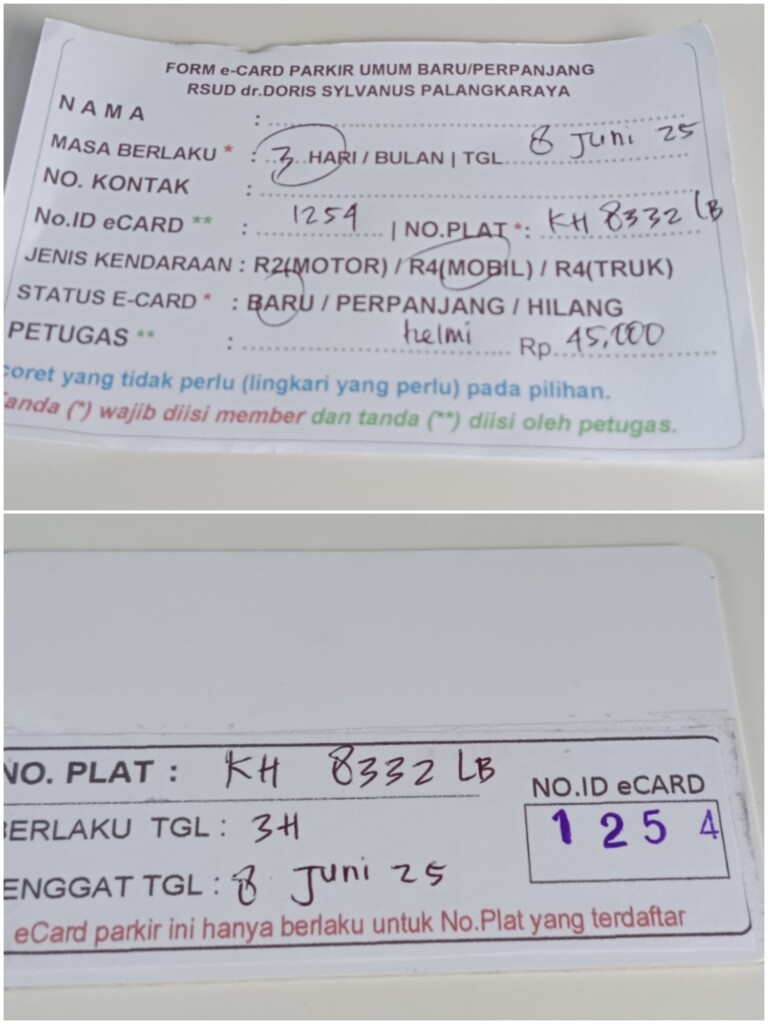 FORM e-CARD PARKIR UMUM BARU/PERPANJANG
RSUD dr.DORIS SYLVANUS PALANGKARAYA
NAMA :
MASA BERLAKU * : 3 HARI / BULAN | TGL. 8 Juni 25
NO. KONTAK :
No.ID eCARD ** : 1254 | NO.PLAT *: KH 8332 LB
JENIS KENDARAAN : R2(MOTOR) / R4(MOBIL) / R4(TRUK)
STATUS E-CARD * : BARU / PERPANJANG / HILANG
PETUGAS ** : helmi Rp. 45,000
coret yang tidak perlu (lingkari yang perlu) pada pilihan.
Tanda (*) wajib diisi member dan tanda (**) diisi oleh petugas.
NO. PLAT : KH 8332 LB
NO.ID eCARD
BERLAKU TGL : 3H
1254
ENGGAT TGL : 8 Juni 25
eCard parkir ini hanya berlaku untuk No.Plat yang terdaftar